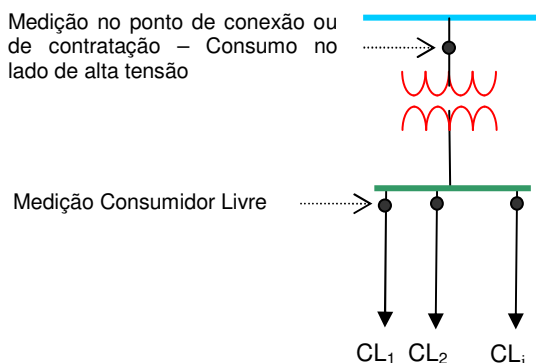 Medição no ponto de conexão ou
de contratação – Consumo no
lado de alta tensão
Medição Consumidor Livre
CL₁ CL₂ CLᵢ